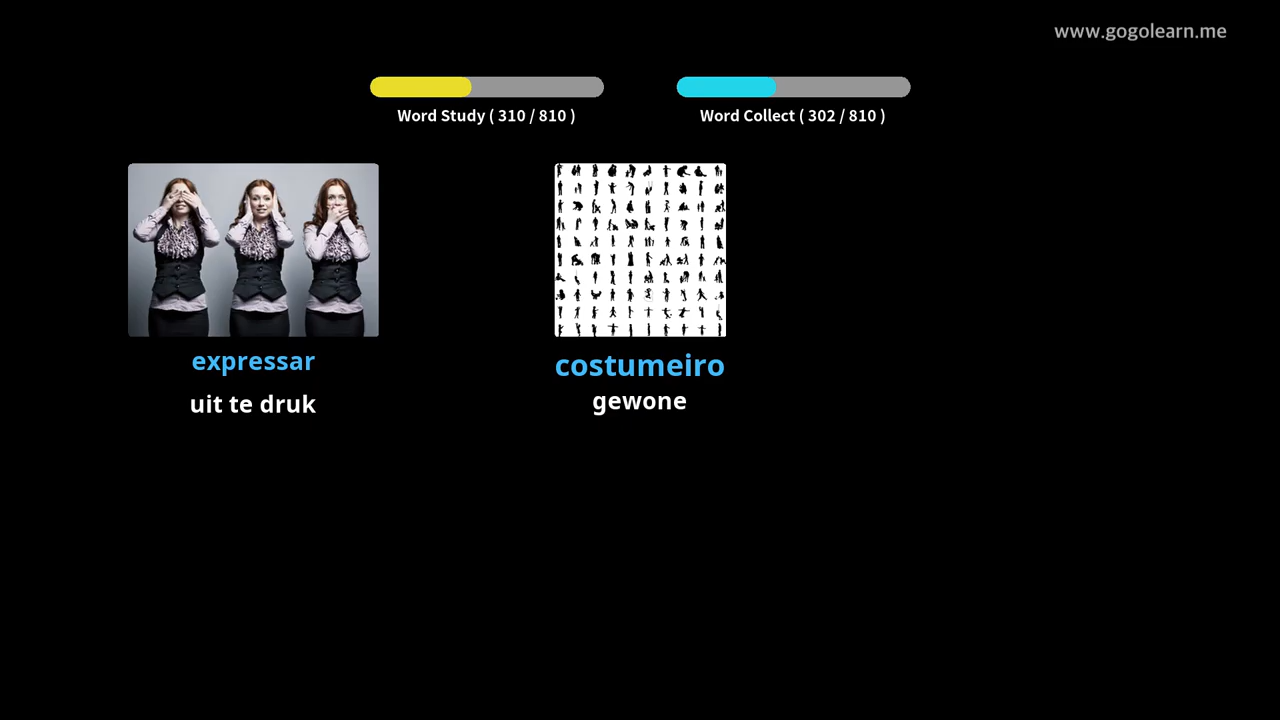 www.gogolearn.me
Word Study ( 310 / 810 )
Word Collect ( 302 / 810 )
expressar
uit te druk
costumeiro
gewone